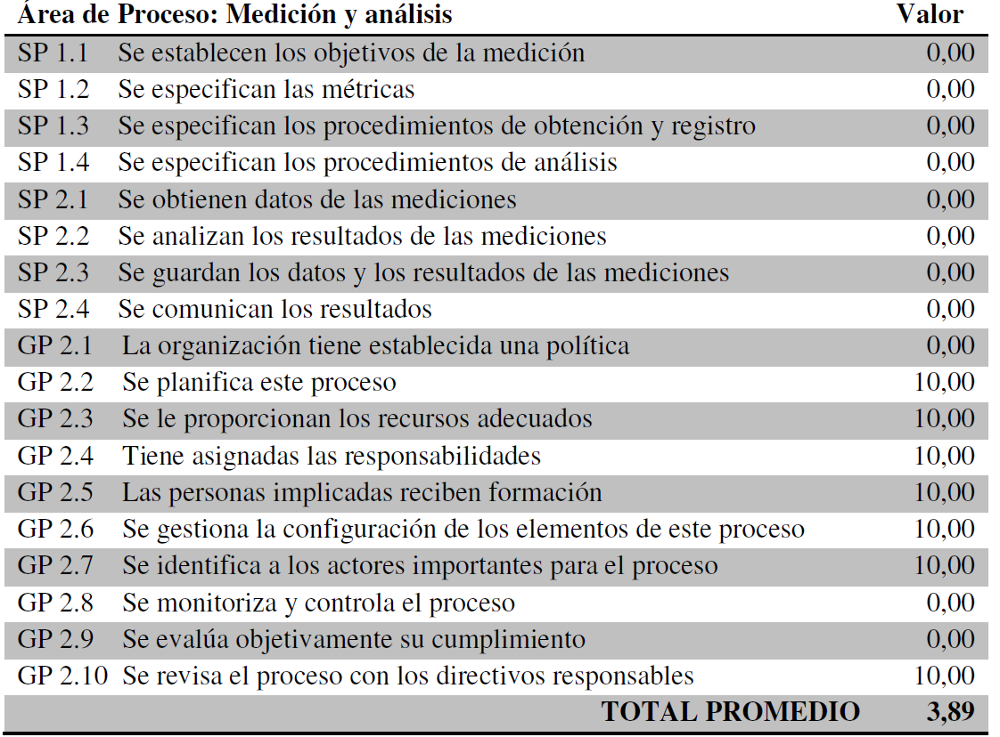 Área de Proceso: Medición y análisis Valor
SP 1.1 Se establecen los objetivos de la medición 0,00
SP 1.2 Se especifican las métricas 0,00
SP 1.3 Se especifican los procedimientos de obtención y registro 0,00
SP 1.4 Se especifican los procedimientos de análisis 0,00
SP 2.1 Se obtienen datos de las mediciones 0,00
SP 2.2 Se analizan los resultados de las mediciones 0,00
SP 2.3 Se guardan los datos y los resultados de las mediciones 0,00
SP 2.4 Se comunican los resultados 0,00
GP 2.1 La organización tiene establecida una política 0,00
GP 2.2 Se planifica este proceso 10,00
GP 2.3 Se le proporcionan los recursos adecuados 10,00
GP 2.4 Tiene asignadas las responsabilidades 10,00
GP 2.5 Las personas implicadas reciben formación 10,00
GP 2.6 Se gestiona la configuración de los elementos de este proceso 10,00
GP 2.7 Se identifica a los actores importantes para el proceso 10,00
GP 2.8 Se monitoriza y controla el proceso 0,00
GP 2.9 Se evalúa objetivamente su cumplimiento 0,00
GP 2.10 Se revisa el proceso con los directivos responsables 10,00
TOTAL PROMEDIO 3,89